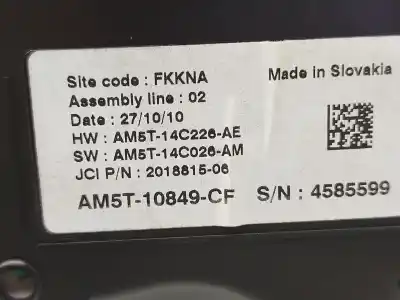 Site code : FKKNA
Made in Slovakia
Assembly line : 02
Date : 27/10/10
HW : AM5T-14C226-AE
SW : AM5T-14C026-AM
JCI P/N : 2018815-06
AM5T-10849-CF S/N : 4585599